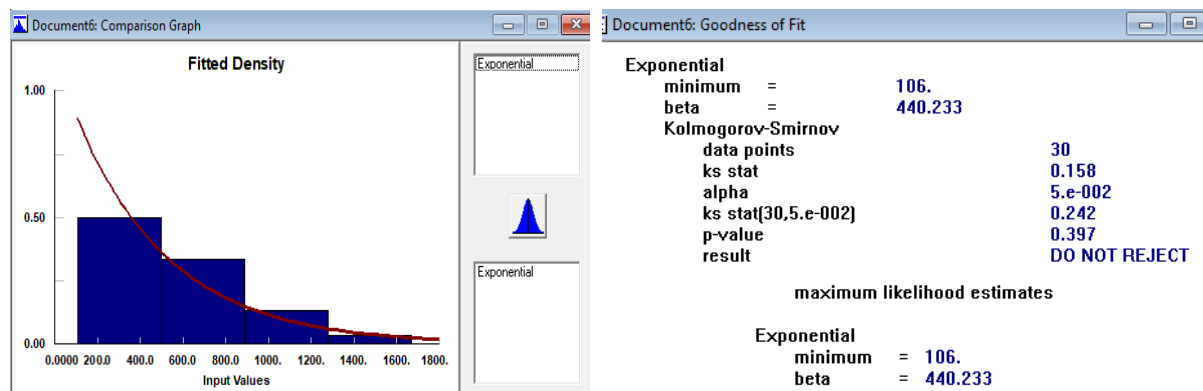 Document6: Comparison Graph
Fitted Density
1.00
0.50
0.00
0.0000 200.0 400.0 600.0 800.0 1000. 1200. 1400. 1600. 1800.
Input Values
Exponential
Exponential
Document6: Goodness of Fit
Exponential
minimum = 106.
beta = 440.233
Kolmogorov-Smirnov
data points 30
ks stat 0.158
alpha 5.e-002
ks stat(30,5.e-002) 0.242
p-value 0.397
result DO NOT REJECT
maximum likelihood estimates
Exponential
minimum = 106.
beta = 440.233